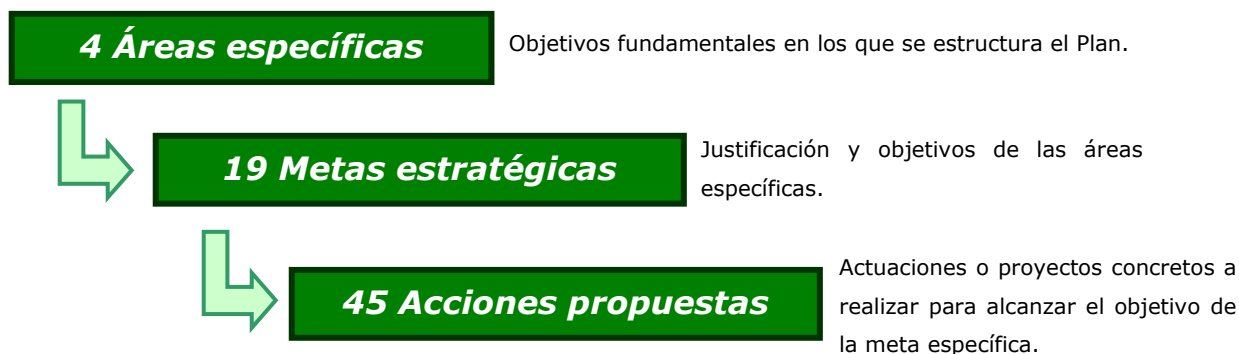 4 Áreas específicas
Objetivos fundamentales en los que se estructura el Plan.
19 Metas estratégicas
Justificación y objetivos de las áreas
específicas.
45 Acciones propuestas
Actuaciones o proyectos concretos a
realizar para alcanzar el objetivo de
la meta específica.